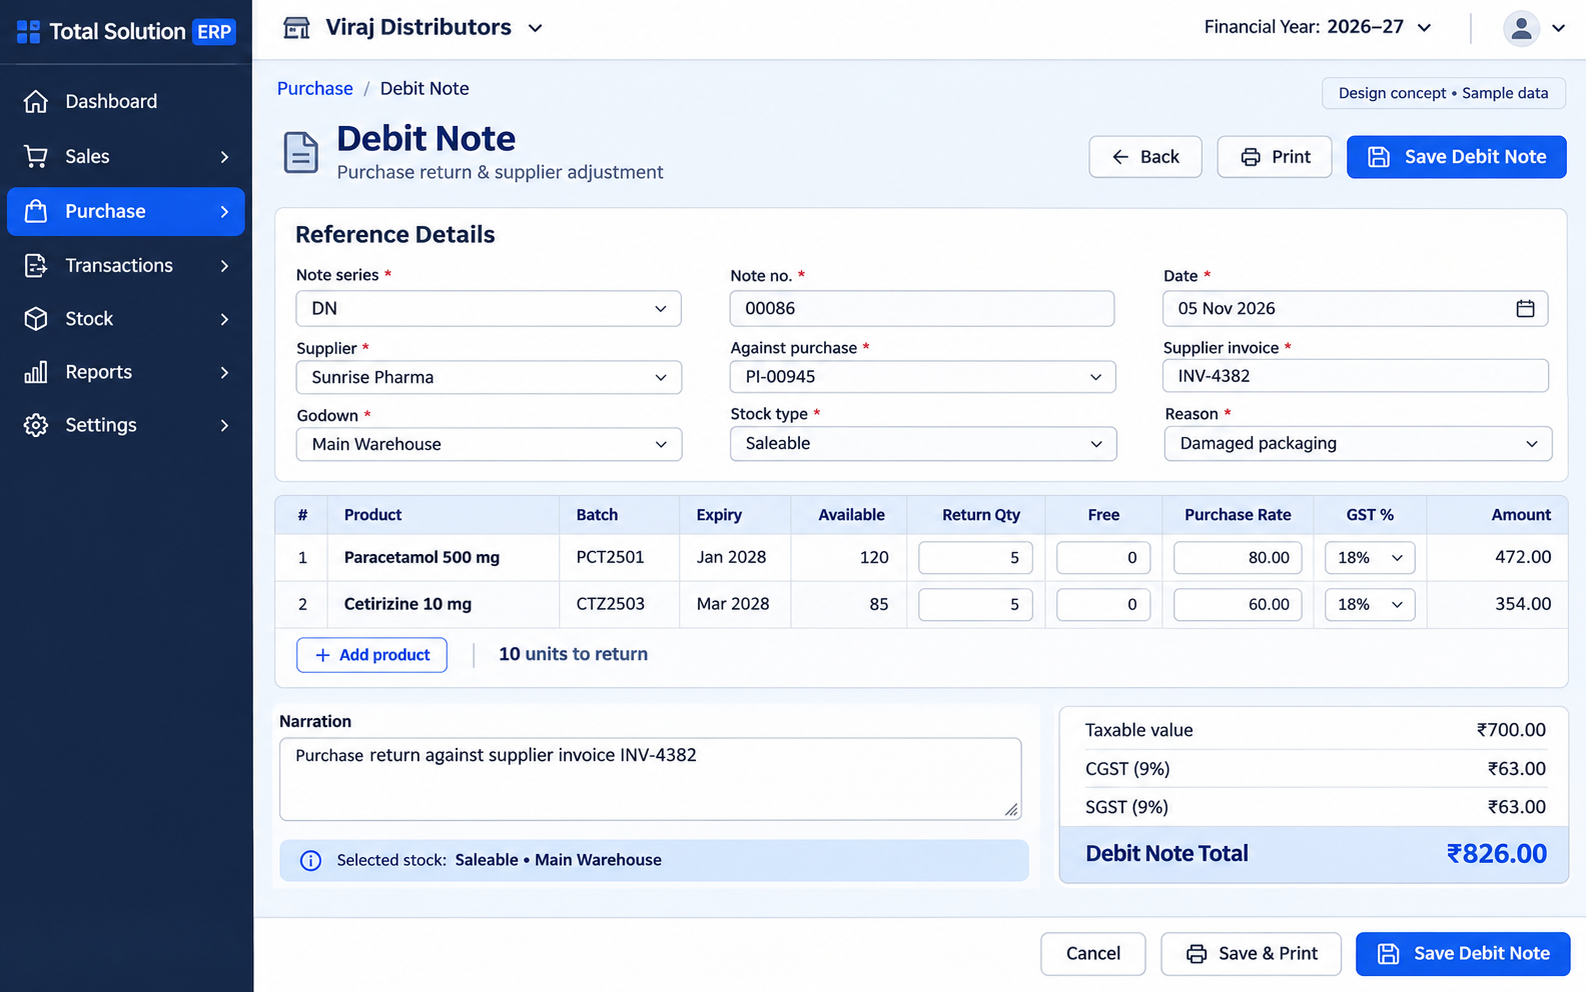 Total Solution ERP
Viraj Distributors
Financial Year: 2026–27
Dashboard
Sales
Purchase
Transactions
Stock
Reports
Settings
Purchase / Debit Note
Design concept • Sample data
Debit Note
Purchase return & supplier adjustment
Back
Print
Save Debit Note
Reference Details
Note series *
Note no. *
Date *
DN
00086
05 Nov 2026
Supplier *
Against purchase *
Supplier invoice *
Sunrise Pharma
PI-00945
INV-4382
Godown *
Stock type *
Reason *
Main Warehouse
Saleable
Damaged packaging
# Product Batch Expiry Available Return Qty Free Purchase Rate GST % Amount
1 Paracetamol 500 mg PCT2501 Jan 2028 120 5 0 80.00 18% 472.00
2 Cetirizine 10 mg CTZ2503 Mar 2028 85 5 0 60.00 18% 354.00
+ Add product
10 units to return
Narration
Purchase return against supplier invoice INV-4382
Selected stock: Saleable • Main Warehouse
Taxable value ₹700.00
CGST (9%) ₹63.00
SGST (9%) ₹63.00
Debit Note Total ₹826.00
Cancel
Save & Print
Save Debit Note